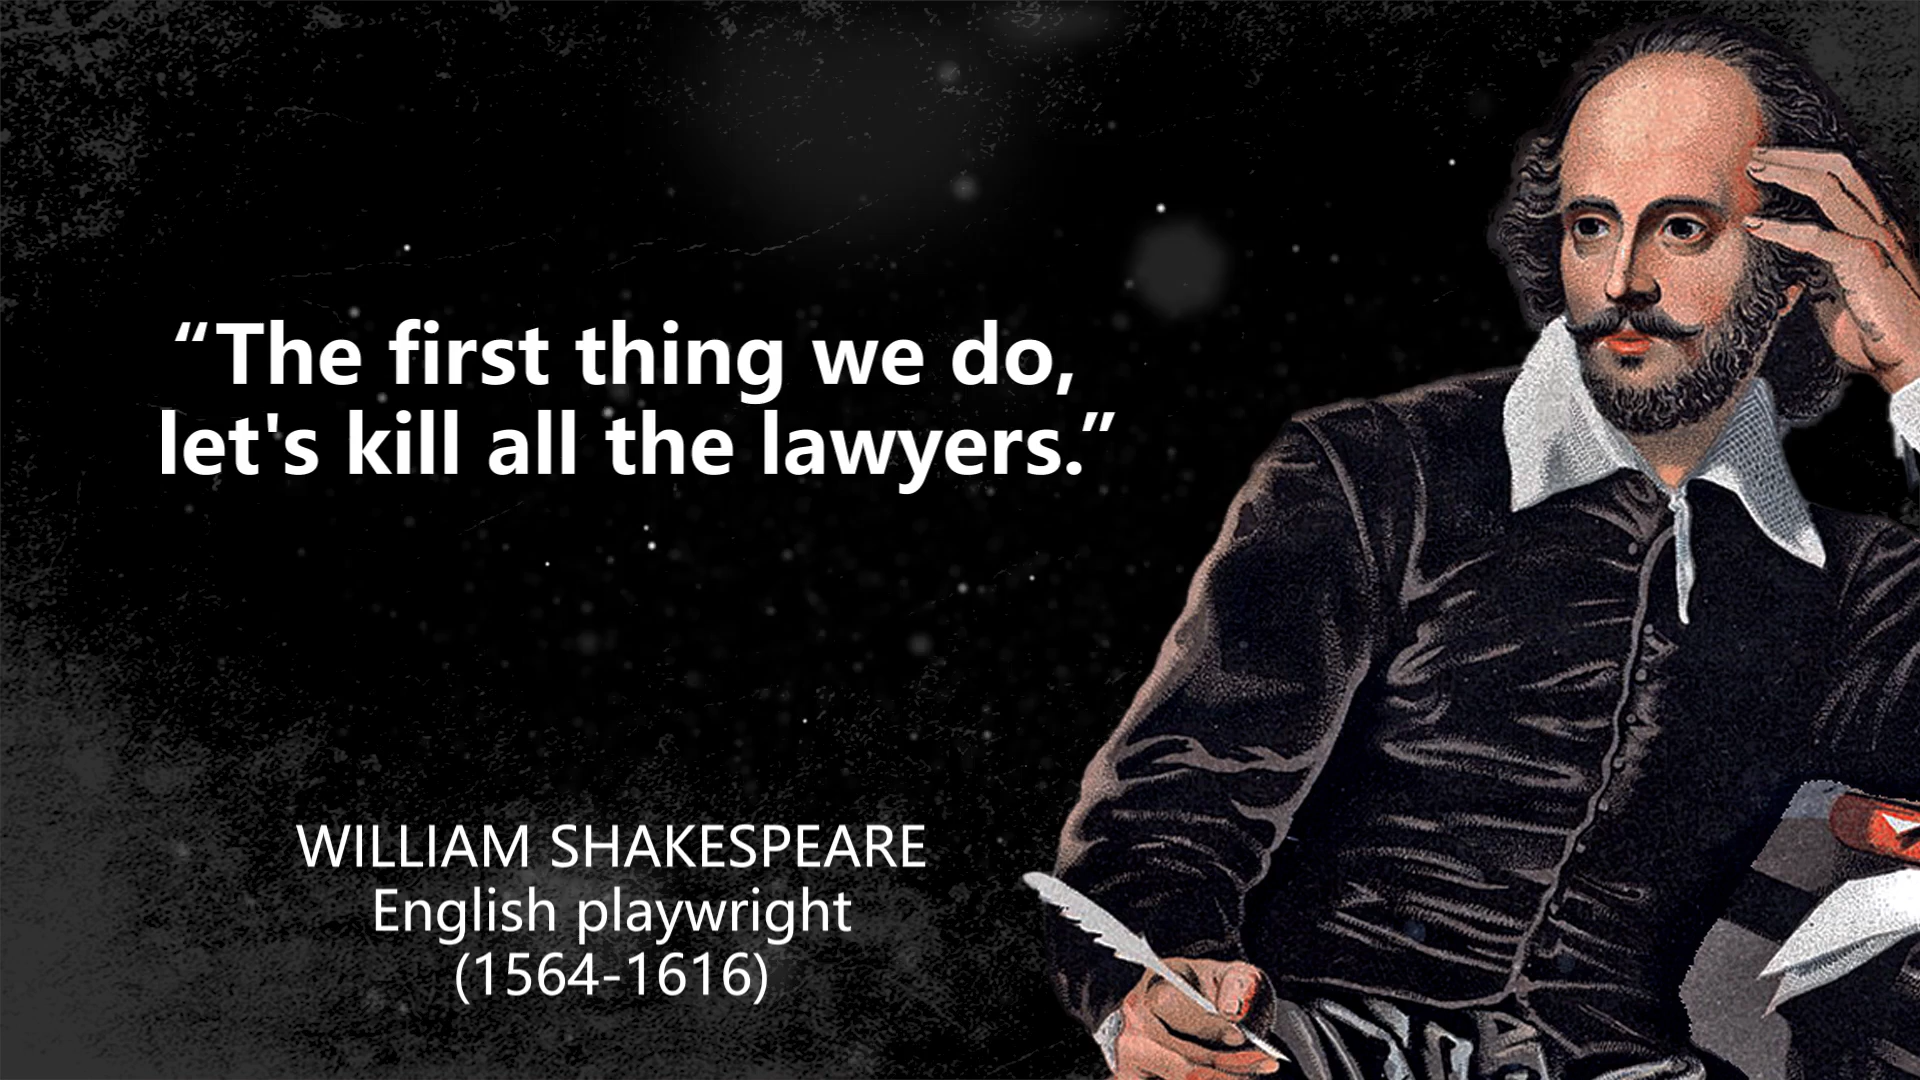 “The first thing we do,
let's kill all the lawyers.”
WILLIAM SHAKESPEARE
English playwright
(1564-1616)